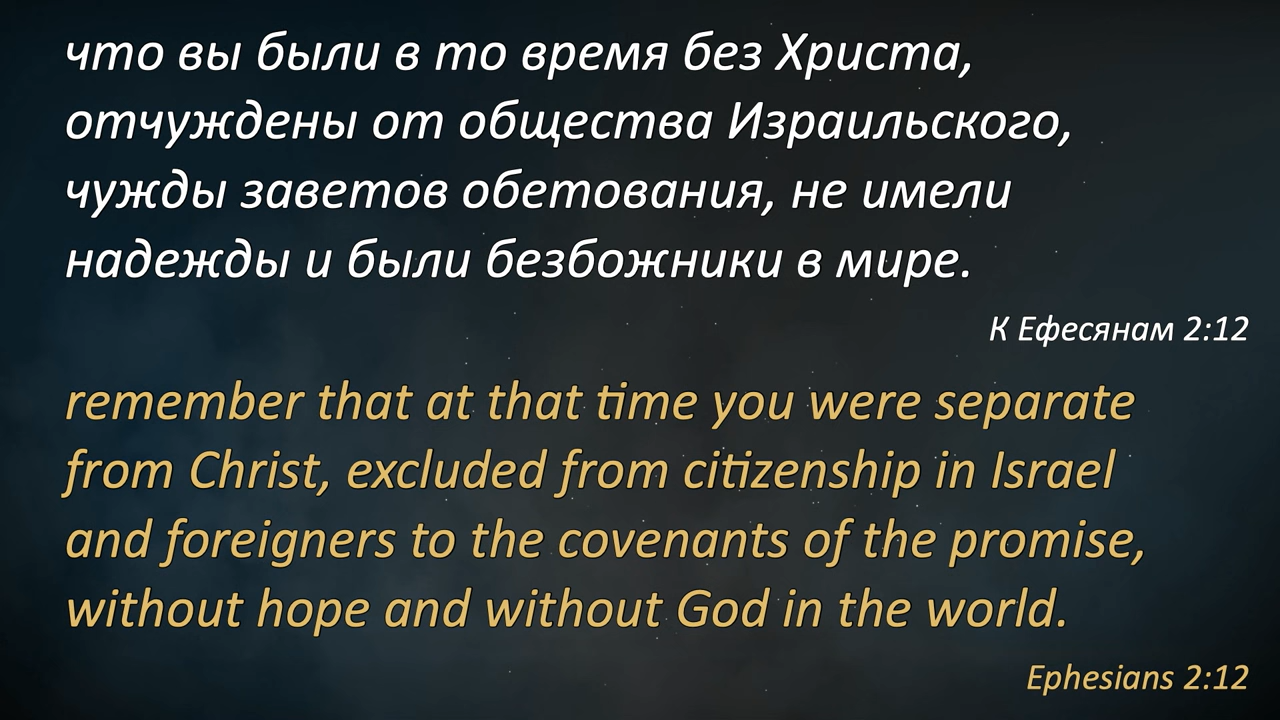 что вы были в то время без Христа,
отчуждены от общества Израильского,
чужды заветов обетования, не имели
надежды и были безбожники в мире.
К Ефесянам 2:12
remember that at that time you were separate
from Christ, excluded from citizenship in Israel
and foreigners to the covenants of the promise,
without hope and without God in the world.
Ephesians 2:12